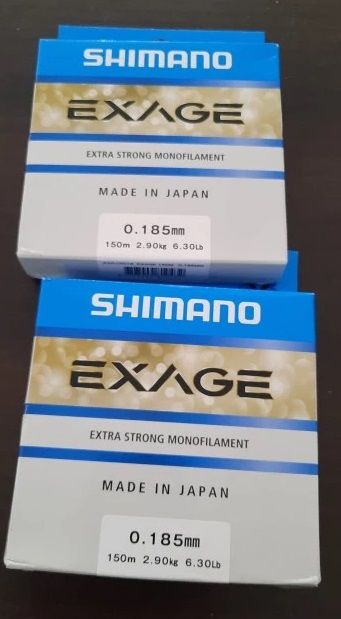 SHIMANO
EXAGE
EXTRA STRONG MONOFILAMENT
MADE IN JAPAN
0.185mm
150m 2.90kg 6.30Lb
SHIMANO
EXAGE
EXTRA STRONG MONOFILAMENT
MADE IN JAPAN
0.185mm
150m 2.90kg 6.30Lb